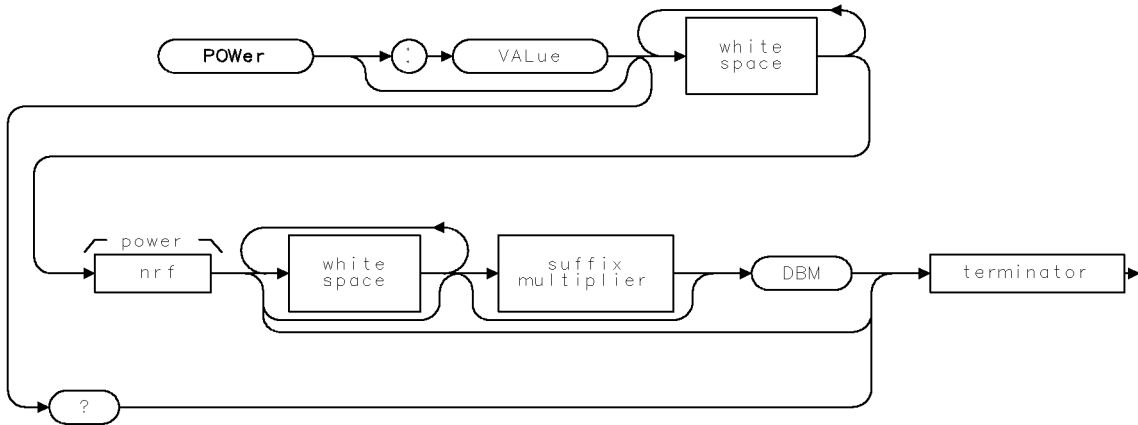 POWer
:
VALue
white
space
power
nrf
white
space
suffix
multiplier
DBM
terminator
?